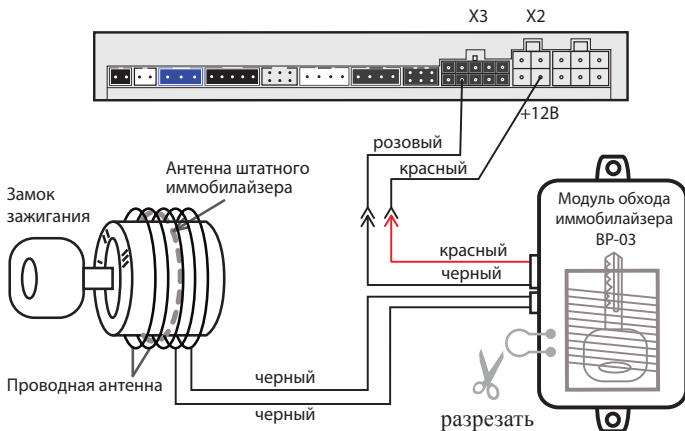 X3
X2
+12В
розовый
красный
Антенна штатного
иммобилайзера
Замок
зажигания
Модуль обхода
иммобилайзера
ВР-03
красный
черный
Проводная антенна
черный
черный
разрезать